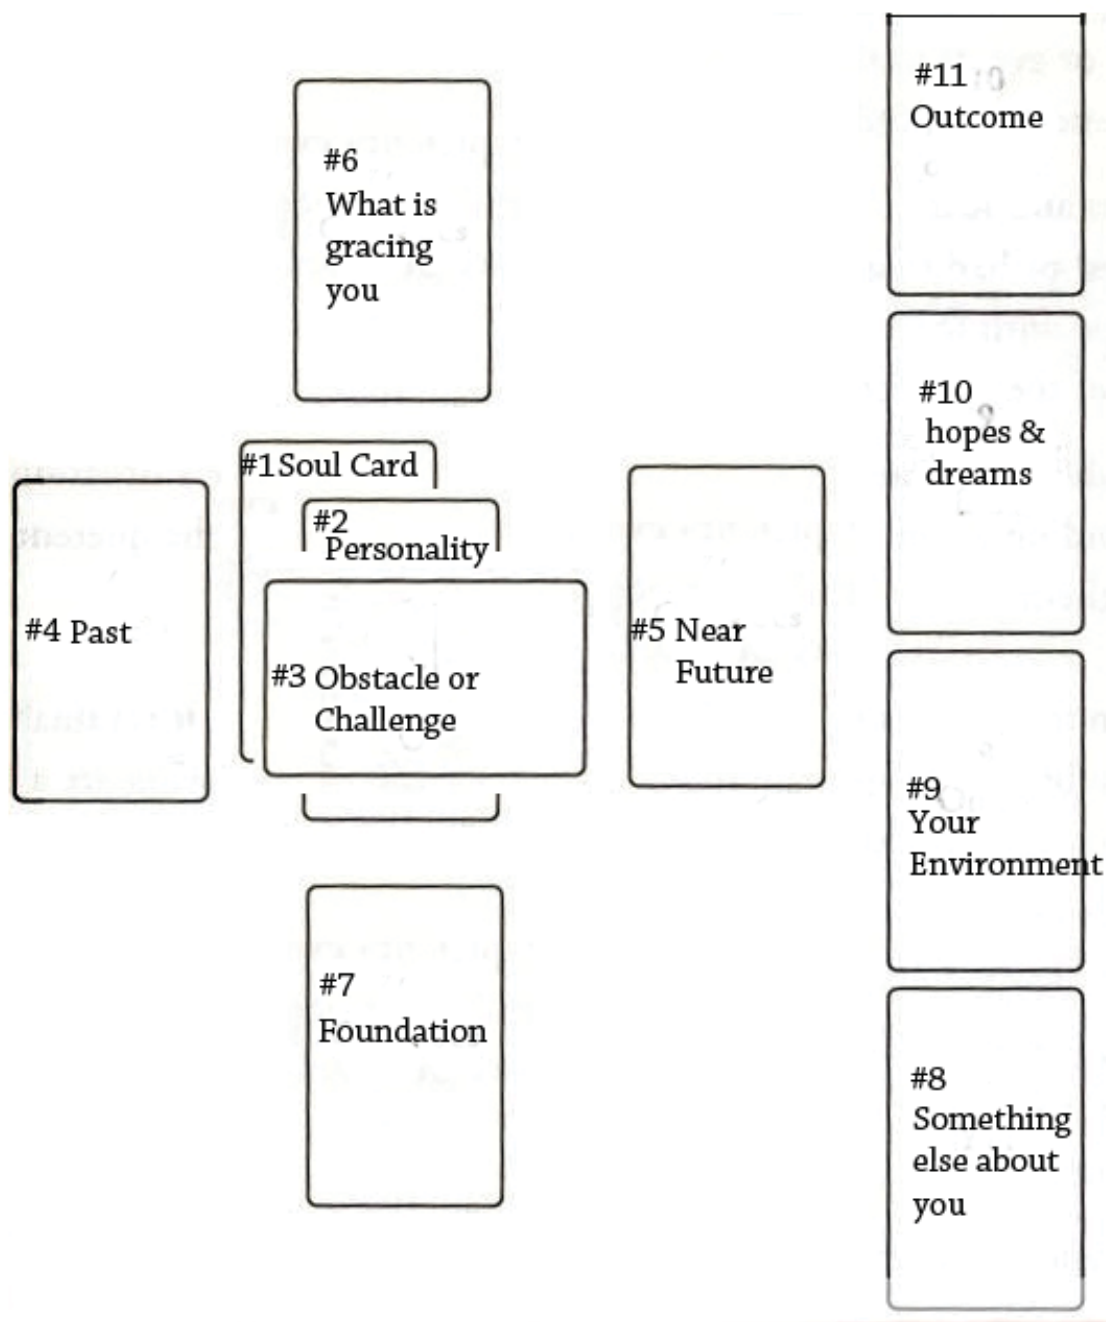 #6
What is
gracing
you
#1 Soul Card
#2
Personality
#3 Obstacle or
Challenge
#4 Past
#5 Near
Future
#7
Foundation
#11
Outcome
#10
hopes &
dreams
#9
Your
Environment
#8
Something
else about
you